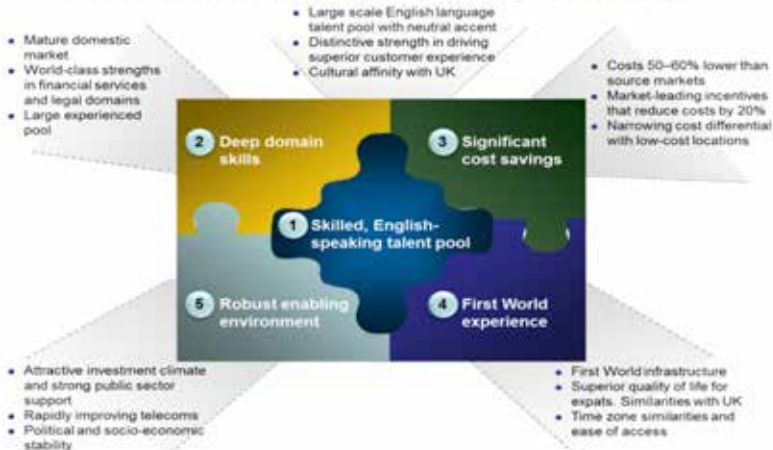 • Large scale English language
talent pool with neutral accent
• Distinctive strength in driving
superior customer experience
• Cultural affinity with UK
• Mature domestic
market
• World-class strengths
in financial services
and legal domains
• Large experienced
pool
• Costs 50–60% lower than
source markets
• Market-leading incentives
that reduce costs by 20%
• Narrowing cost differential
with low-cost locations
2 Deep domain
skills
3 Significant
cost savings
1 Skilled, English-
speaking talent pool
5 Robust enabling
environment
4 First World
experience
• Attractive investment climate
and strong public sector
support
• Rapidly improving telecoms
• Political and socio-economic
stability
• First World infrastructure
• Superior quality of life for
expats. Similarities with UK
• Time zone similarities and
ease of access